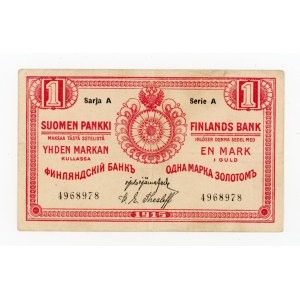 1 Sarja A Serie A 1
SUOMEN PANKKI FINLANDS BANK
MAKSAA TÄSTÄ SETELISTÄ INLÖSER DENNA SEDEL MED
YHDEN MARKAN EN MARK
KULLASSA I GULD
ФИНЛЯНДСКІЙ БАНКЪ ОДНА МАРКА ЗОЛОТОМЪ
4968978 4968978
1915